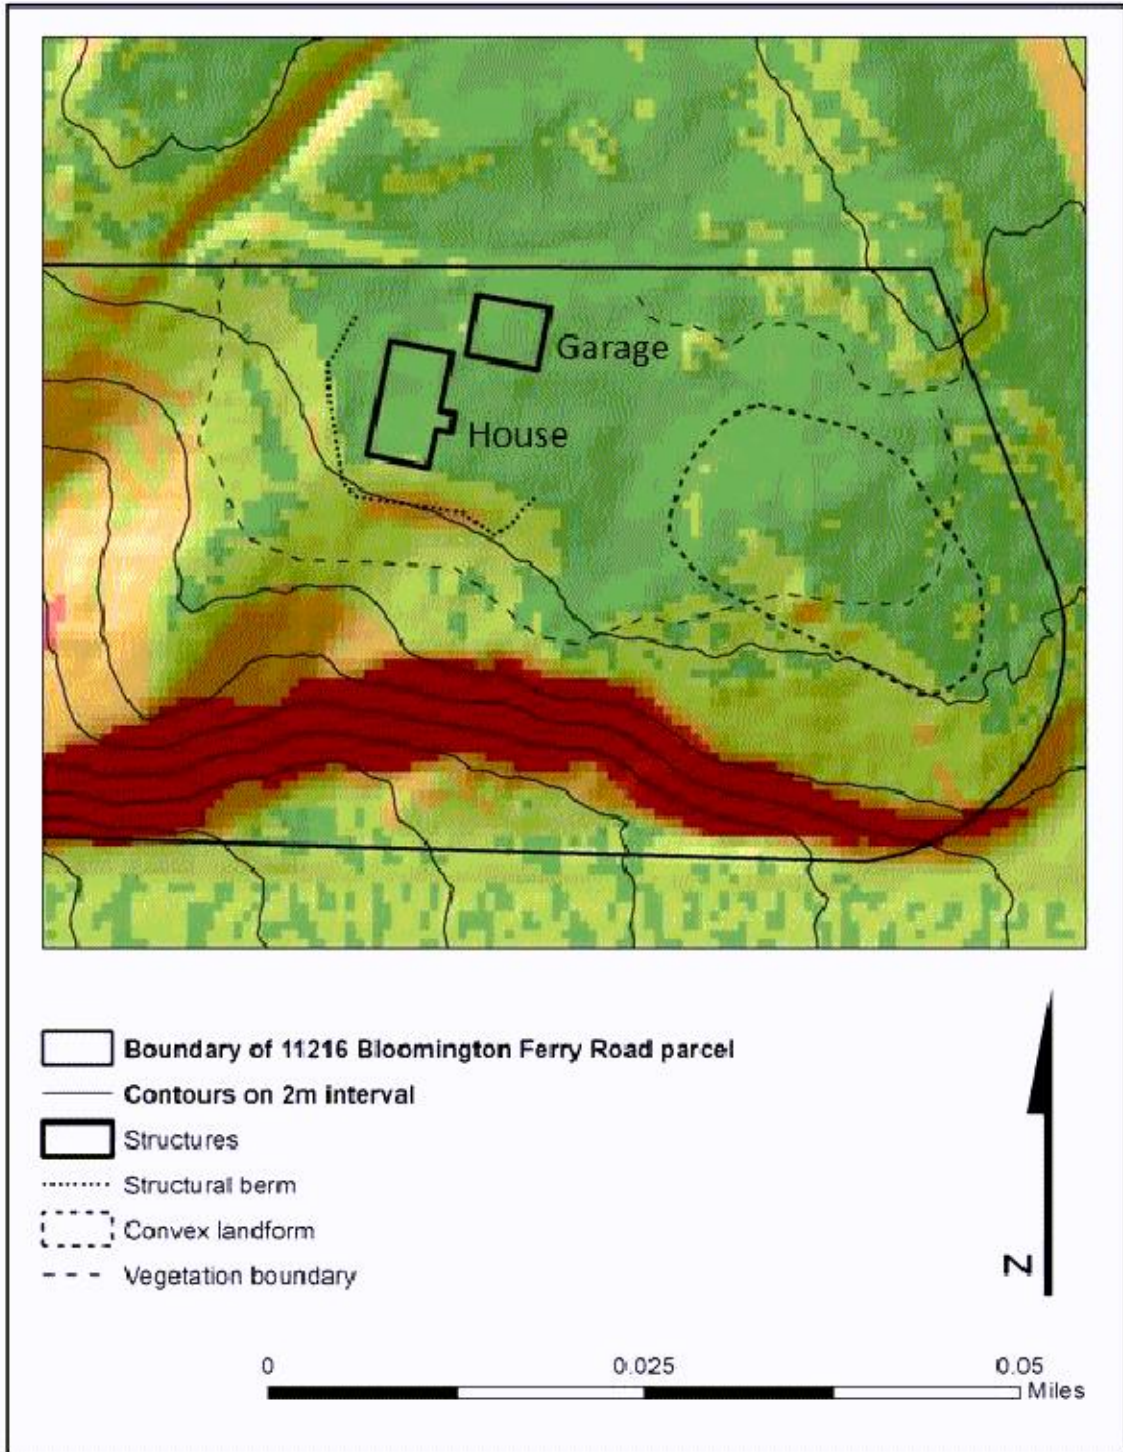 Garage
House
Boundary of 11216 Bloomington Ferry Road parcel
Contours on 2m interval
Structures
Structural berm
Convex landform
Vegetation boundary
N
0 0.025 0.05
Miles